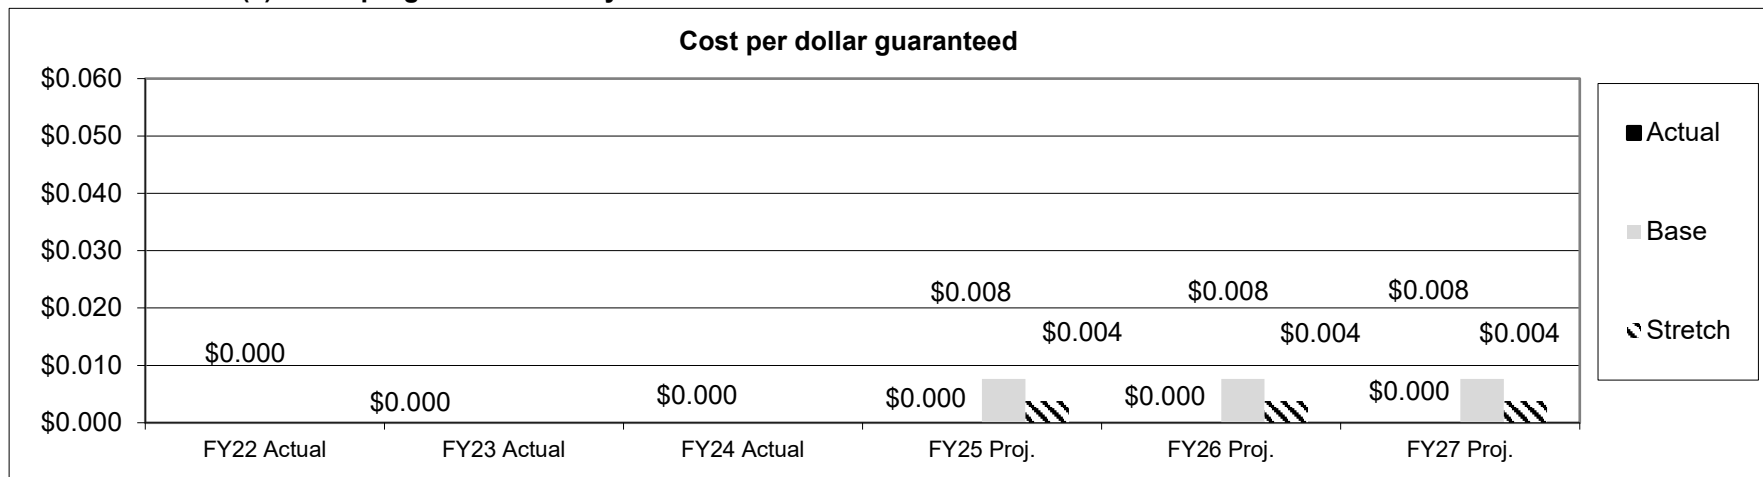 Cost per dollar guaranteed
$0.060
$0.050
$0.040
$0.030
$0.020
$0.010
$0.000
$0.008
$0.008
$0.008
$0.004
$0.004
$0.004
$0.000
$0.000
$0.000
$0.000
$0.000
$0.000
FY22 Actual
FY23 Actual
FY24 Actual
FY25 Proj.
FY26 Proj.
FY27 Proj.
Actual
Base
Stretch